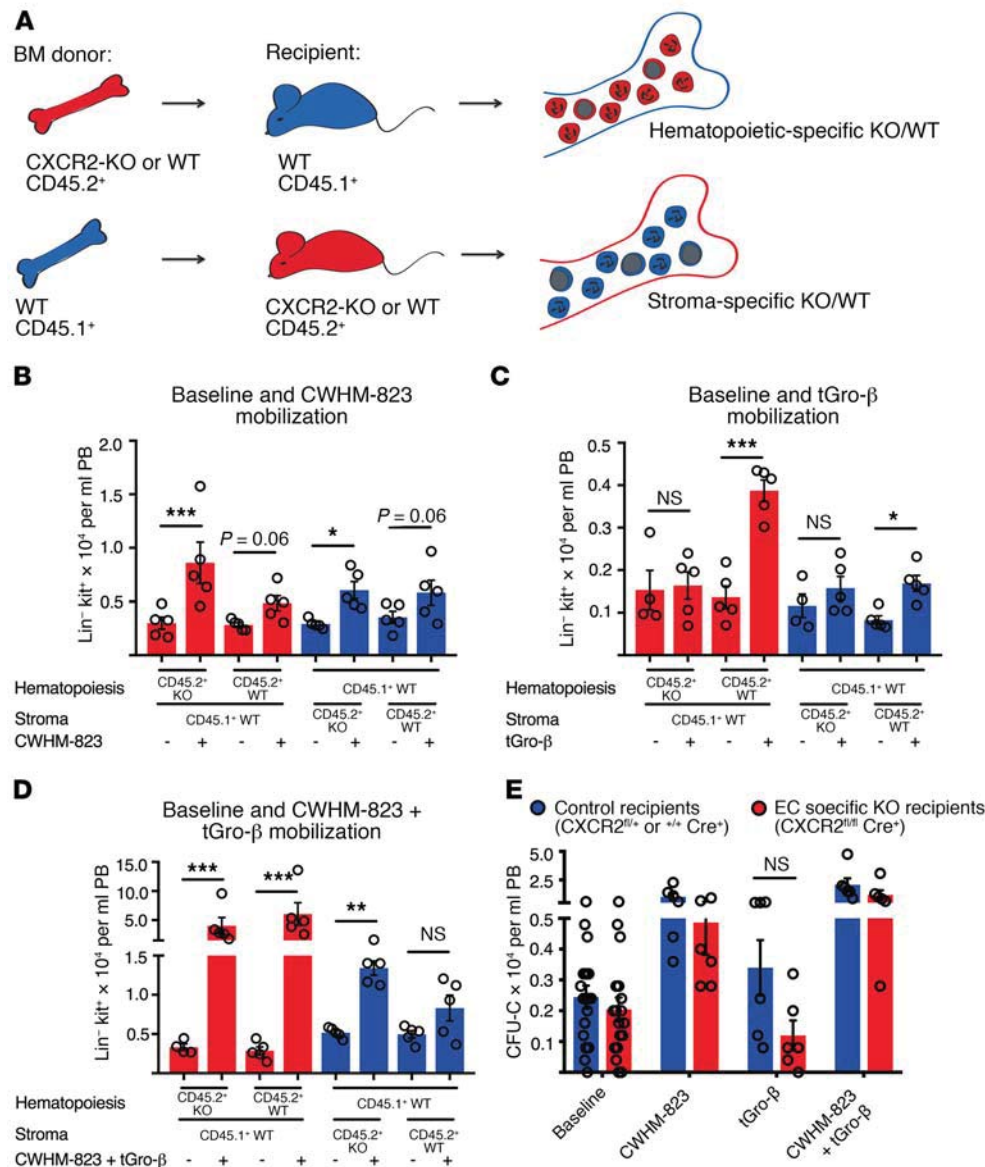 A
BM donor:
Recipient:
CXCR2-KO or WT
CD45.2⁺
WT
CD45.1⁺
Hematopoietic-specific KO/WT
WT
CD45.1⁺
CXCR2-KO or WT
CD45.2⁺
Stroma-specific KO/WT
B
Baseline and CWHM-823
mobilization
Lin⁻ kit⁺ × 10⁴ per ml PB
2.0
1.5
1.0
0.5
***
P = 0.06
*
P = 0.06
Hematopoiesis
CD45.2⁺
KO
CD45.2⁺
WT
CD45.1⁺ WT
Stroma
CD45.1⁺ WT
CD45.2⁺
KO
CD45.2⁺
WT
CWHM-823
- + - + - + - +
C
Baseline and tGro-β
mobilization
Lin⁻ kit⁺ × 10⁴ per ml PB
0.5
0.4
0.3
0.2
0.1
NS
***
NS
*
Hematopoiesis
CD45.2⁺
KO
CD45.2⁺
WT
CD45.1⁺ WT
Stroma
CD45.1⁺ WT
CD45.2⁺
KO
CD45.2⁺
WT
tGro-β
- + - + - + - +
D
Baseline and CWHM-823 +
tGro-β mobilization
Lin⁻ kit⁺ × 10⁴ per ml PB
15.0
10.0
5.0
1.5
1.0
0.5
***
***
**
NS
Hematopoiesis
CD45.2⁺
KO
CD45.2⁺
WT
CD45.1⁺ WT
Stroma
CD45.1⁺ WT
CD45.2⁺
KO
CD45.2⁺
WT
CWHM-823 + tGro-β
- + - + - + - +
E
Control recipients
(CXCR2ᶠˡ/⁺ or ⁺/⁺ Cre⁺)
EC soecific KO recipients
(CXCR2ᶠˡ/ᶠˡ Cre⁺)
CFU-C × 10⁴ per ml PB
5.0
2.5
0.5
0.4
0.3
0.2
0.1
NS
Baseline
CWHM-823
tGro-β
CWHM-823
+ tGro-β